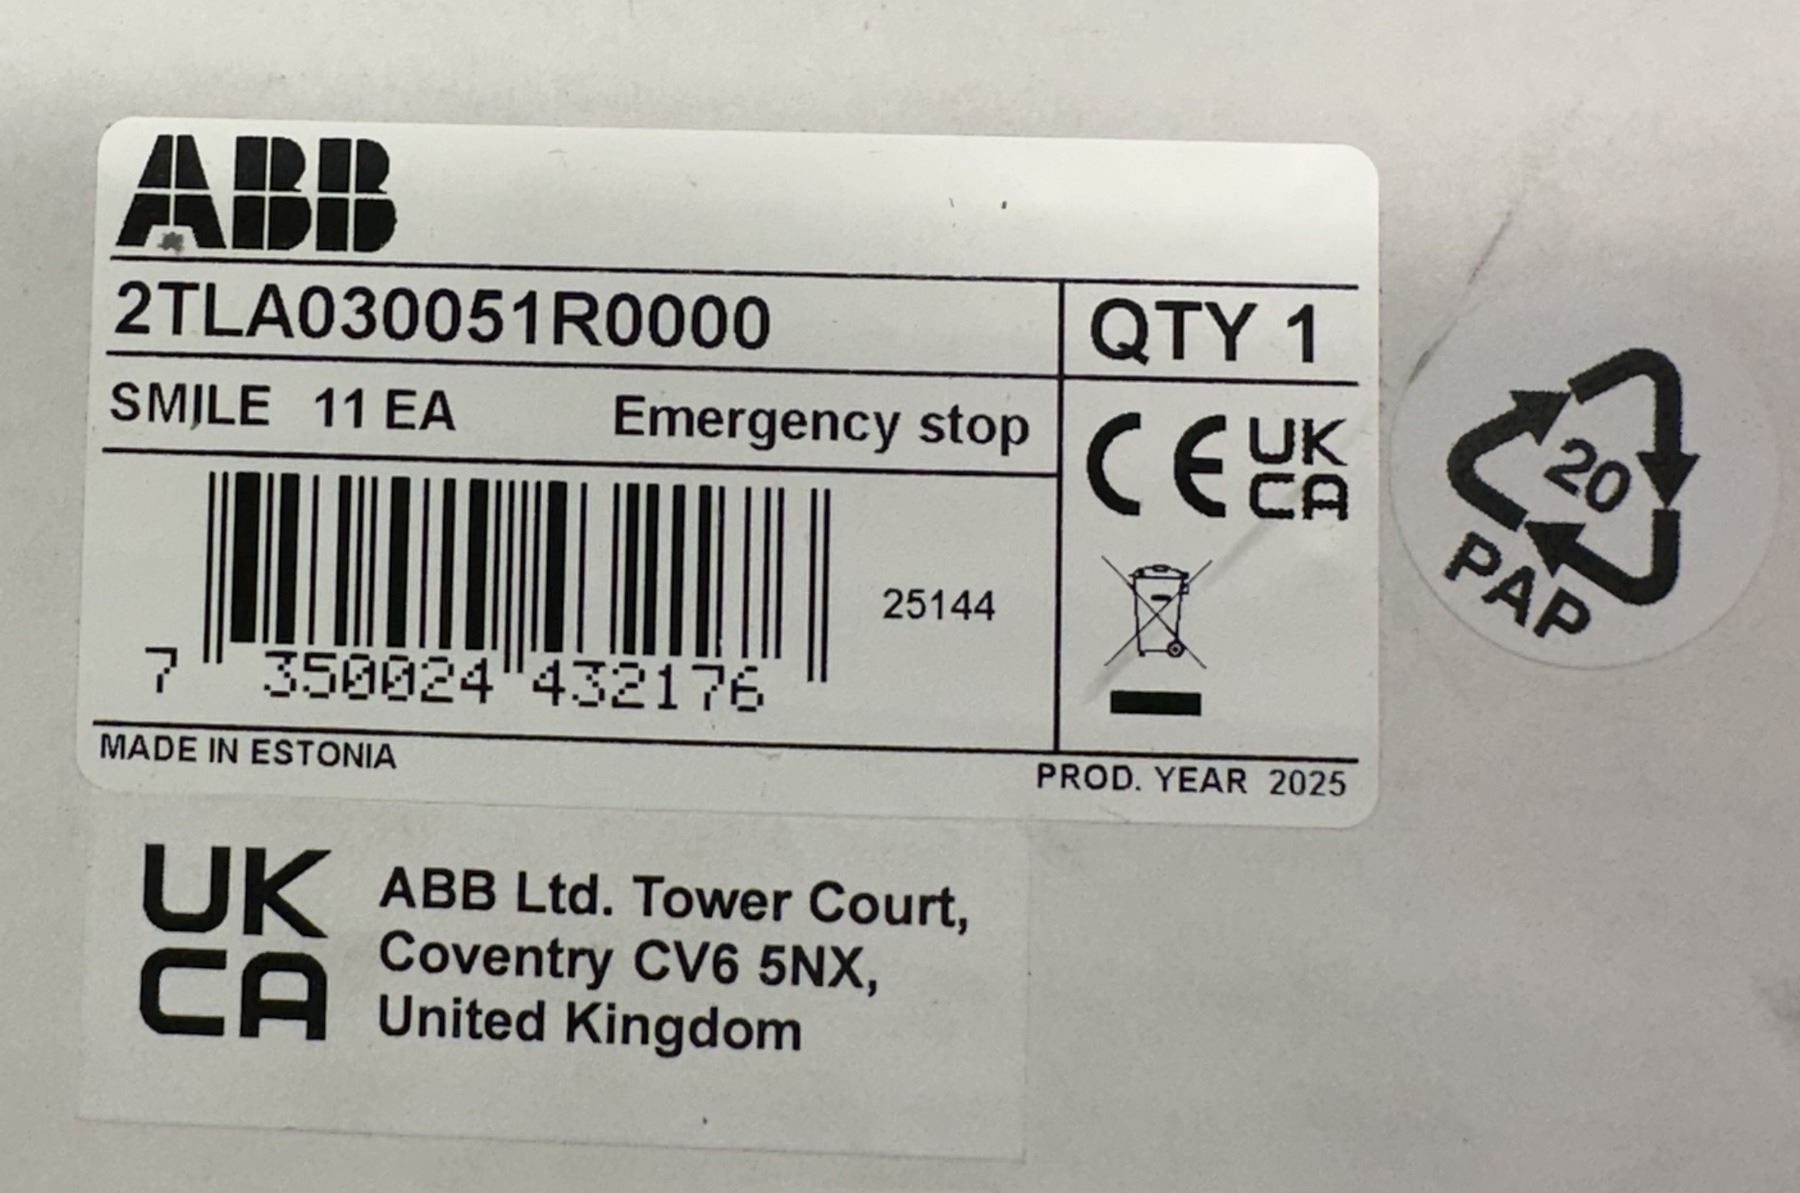 ABB
2TLA030051R0000
QTY 1
SMILE 11 EA Emergency stop
CE UK
CA
25144
7 350024 432176
MADE IN ESTONIA
PROD. YEAR 2025
20
PAP
UK
CA
ABB Ltd. Tower Court,
Coventry CV6 5NX,
United Kingdom